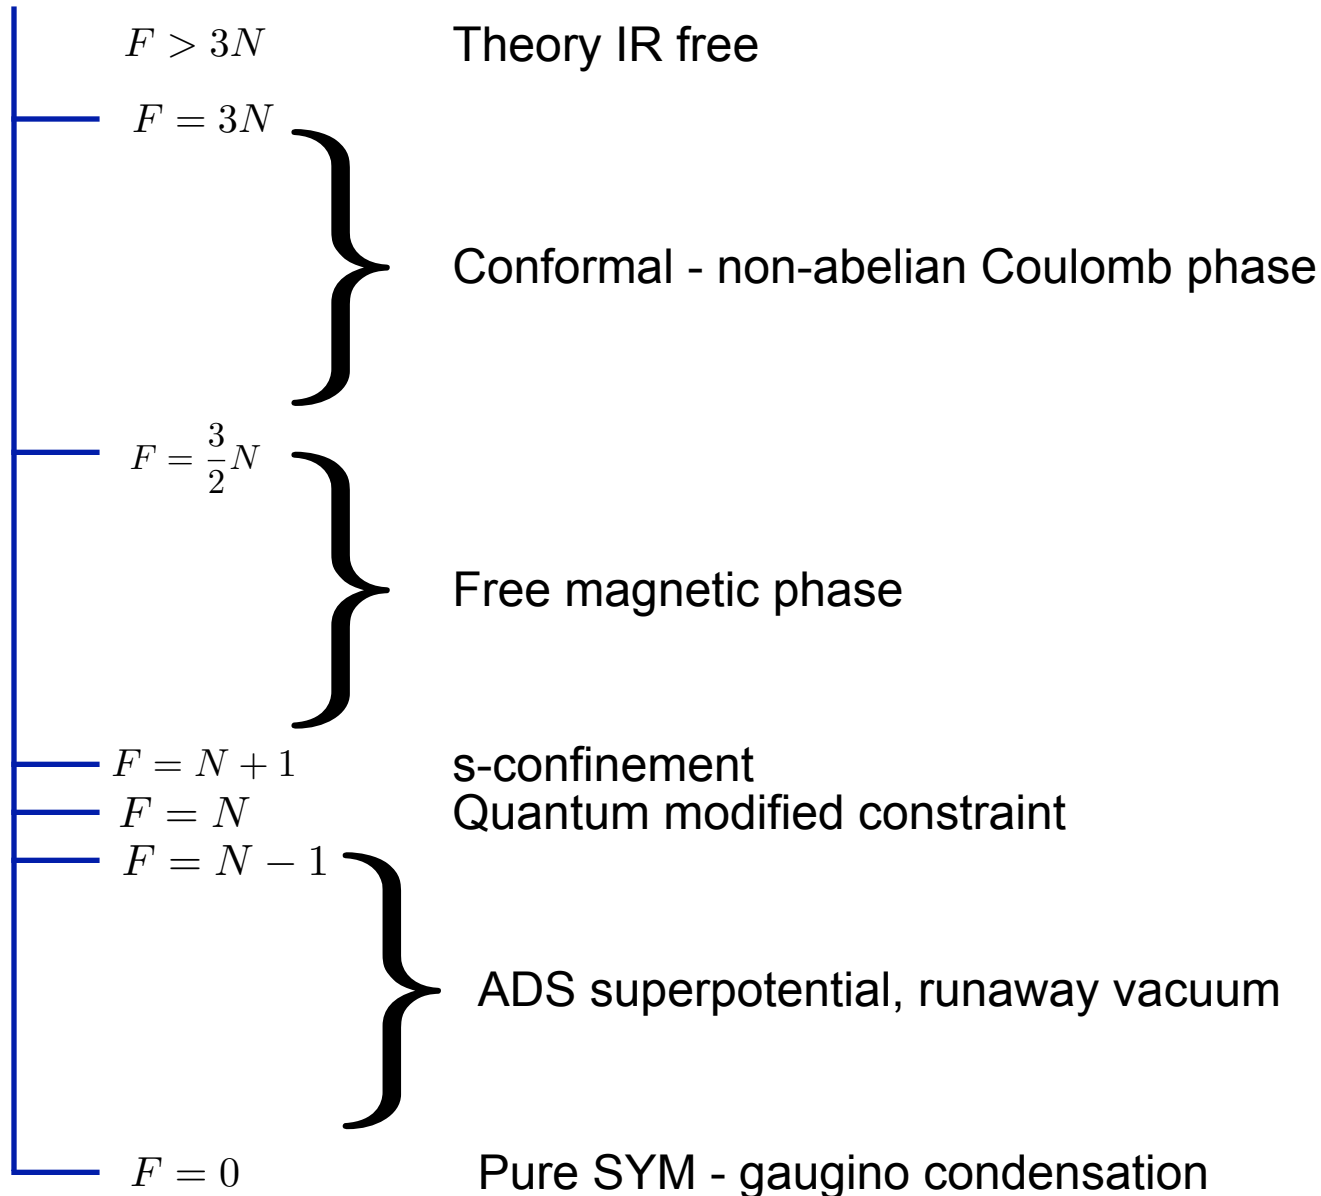 F > 3N Theory IR free
F = 3N
Conformal - non-abelian Coulomb phase
F = \frac{3}{2}N
Free magnetic phase
F = N + 1 s-confinement
F = N Quantum modified constraint
F = N − 1
ADS superpotential, runaway vacuum
F = 0 Pure SYM - gaugino condensation